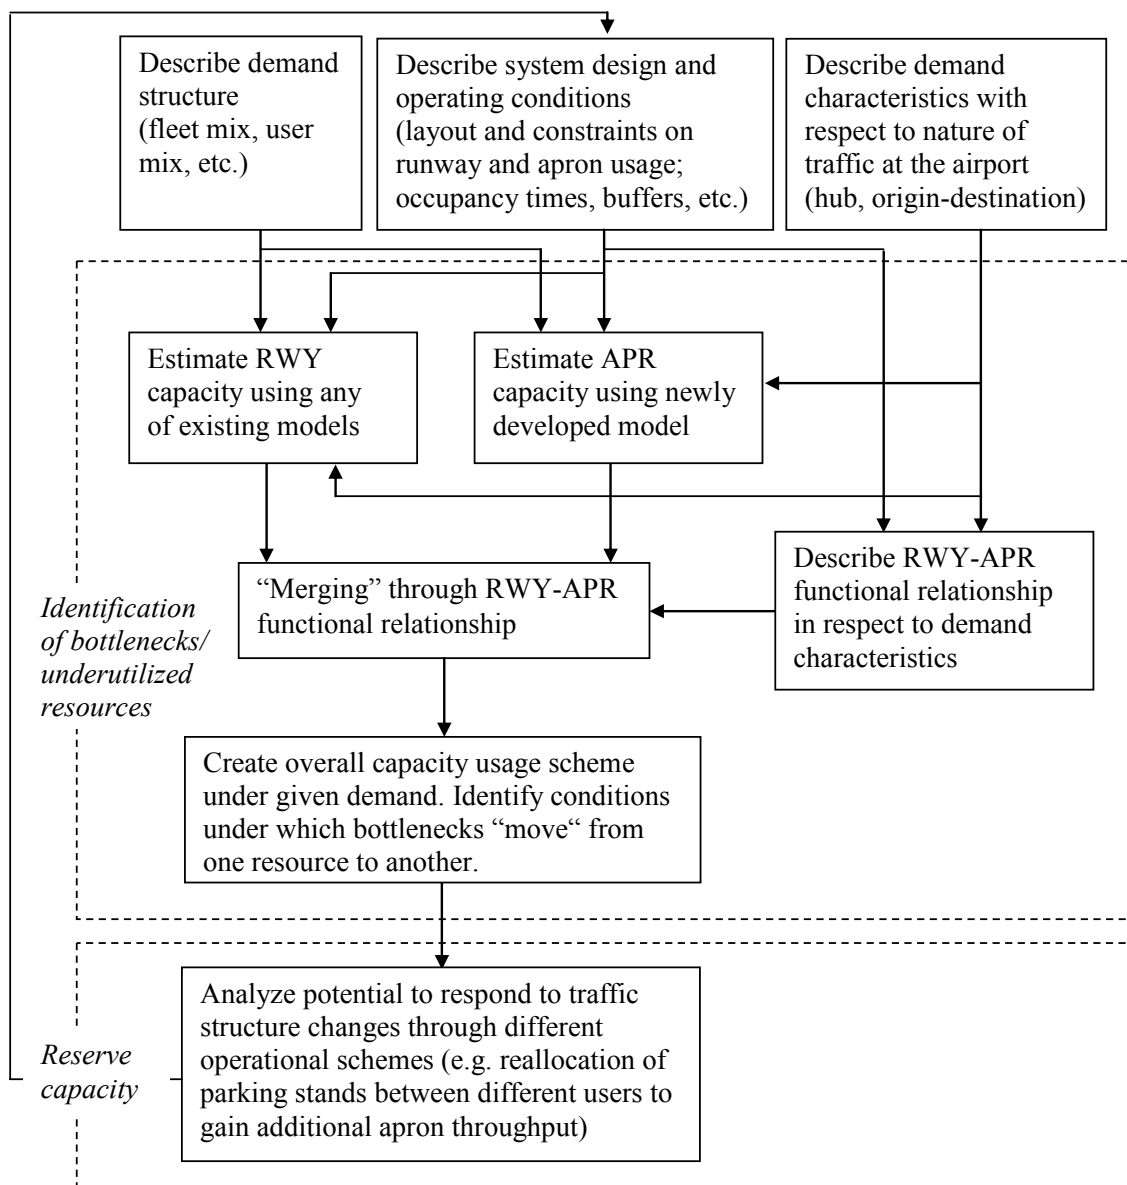 Describe demand
structure
(fleet mix, user
mix, etc.)
Describe system design and
operating conditions
(layout and constraints on
runway and apron usage;
occupancy times, buffers, etc.)
Describe demand
characteristics with
respect to nature of
traffic at the airport
(hub, origin-destination)
Estimate RWY
capacity using any
of existing models
Estimate APR
capacity using newly
developed model
“Merging” through RWY-APR
functional relationship
Describe RWY-APR
functional relationship
in respect to demand
characteristics
Identification
of bottlenecks/
underutilized
resources
Create overall capacity usage scheme
under given demand. Identify conditions
under which bottlenecks “move“ from
one resource to another.
Analyze potential to respond to traffic
structure changes through different
operational schemes (e.g. reallocation of
parking stands between different users to
gain additional apron throughput)
Reserve
capacity